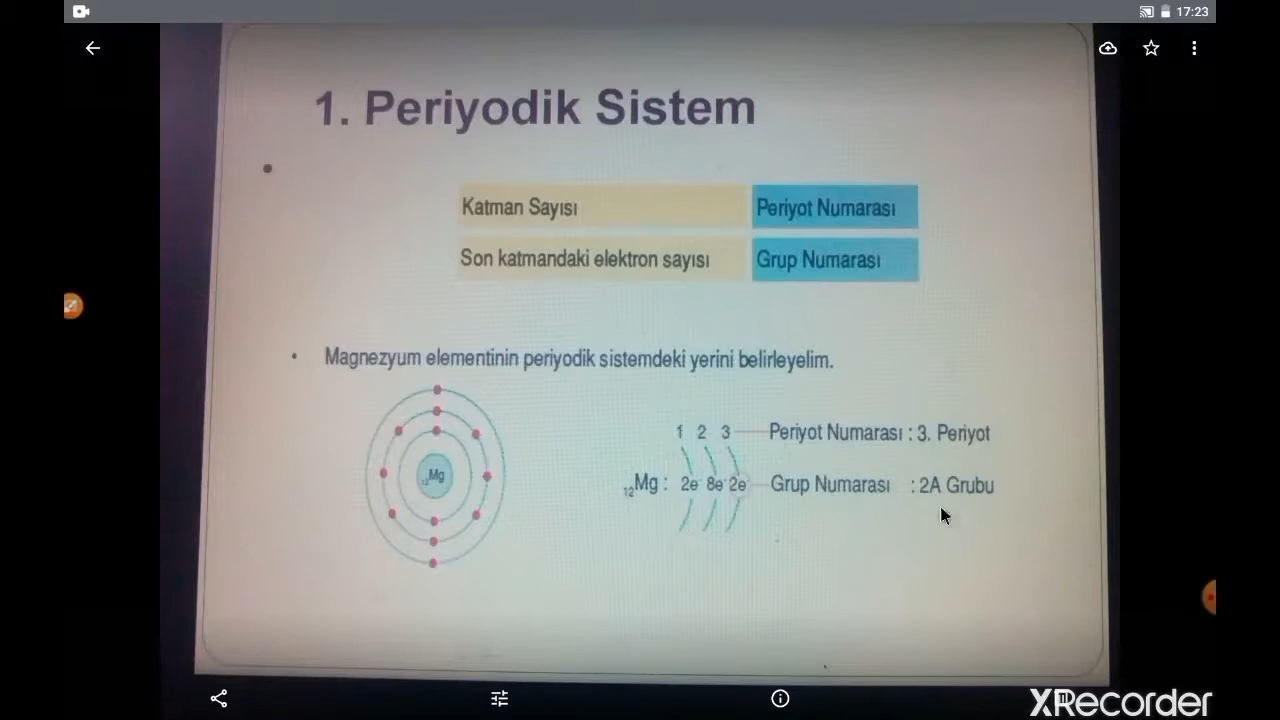 17:23
1. Periyodik Sistem
Katman Sayısı Periyot Numarası
Son katmandaki elektron sayısı Grup Numarası
Magnezyum elementinin periyodik sistemdeki yerini belirleyelim.
12Mg
1 2 3 Periyot Numarası : 3. Periyot
12Mg : 2e 8e 2e Grup Numarası : 2A Grubu
XRecorder